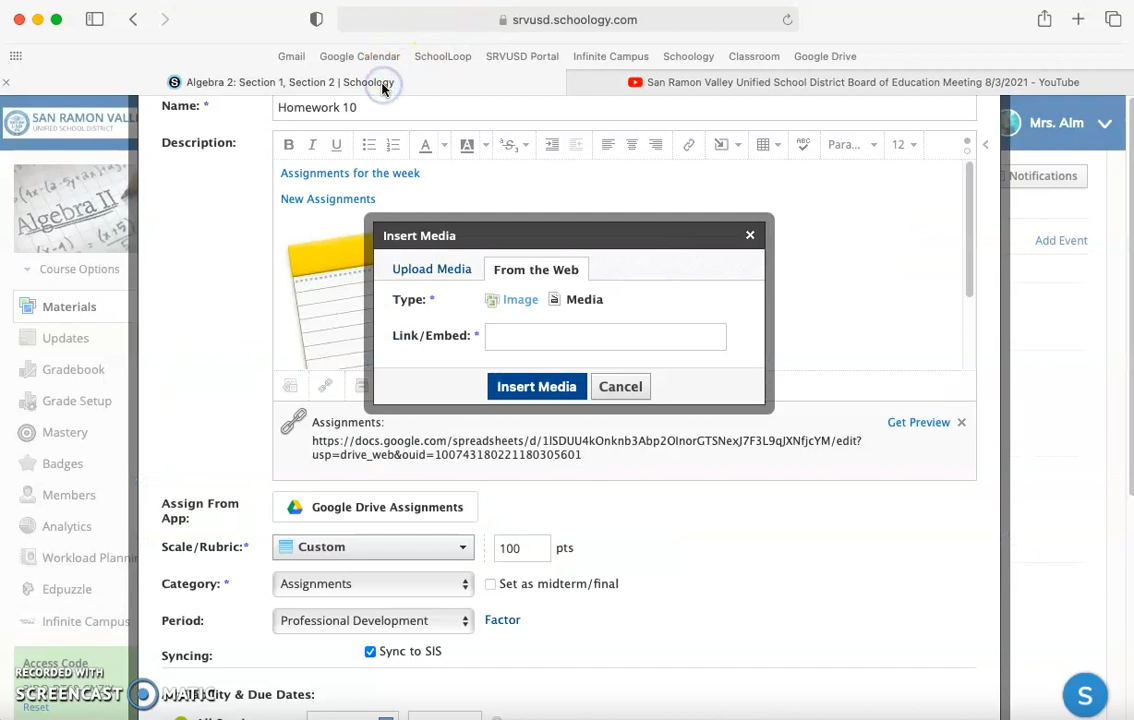 srvusd.schoology.com
Gmail Google Calendar SchoolLoop SRVUSD Portal Infinite Campus Schoology Classroom Google Drive
Algebra 2: Section 1, Section 2 | Schoology
San Ramon Valley Unified School District Board of Education Meeting 8/3/2021 - YouTube
SAN RAMON VALL
UNIFIED SCHOOL DISTRICT
Mrs. Alm
Notifications
Add Event
Algebra II
Course Options
Materials
Updates
Gradebook
Grade Setup
Mastery
Badges
Members
Analytics
Workload Plannin
Edpuzzle
Infinite Campus
Access Code
Reset
RECORDED WITH
SCREENCAST MATIC
Name: *
Homework 10
Description:
B I U A A Para... 12
Assignments for the week
New Assignments
Insert Media
Upload Media From the Web
Type: * Image Media
Link/Embed: *
Insert Media Cancel
Assignments:
Get Preview
https://docs.google.com/spreadsheets/d/1lSDUU4kOnknb3Abp2OlnorGTSNexJ7F3L9qJXNfjcYM/edit?
usp=drive_web&ouid=100743180221180305601
Assign From
App:
Google Drive Assignments
Scale/Rubric:* Custom 100 pts
Category: * Assignments Set as midterm/final
Period: Professional Development Factor
Syncing: Sync to SIS
& Due Dates:
S